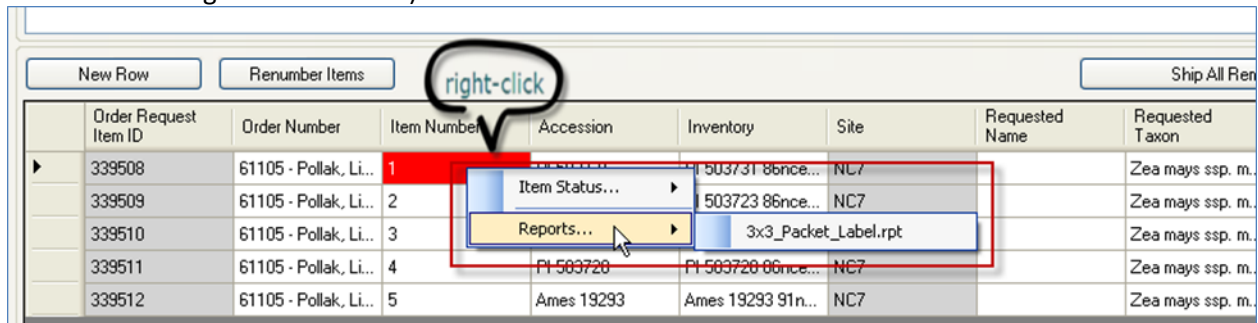 New Row Renumber Items right-click Ship All Ren
Order Request Item ID Order Number Item Number Accession Inventory Site Requested Name Requested Taxon
339508 61105 - Pollak, Li... 1 PI 503731 86nce... NC7 Zea mays ssp. m..
Item Status...
339509 61105 - Pollak, Li... 2 503723 86nce... NC7 Zea mays ssp. m..
Reports... 3x3_Packet_Label.rpt
339510 61105 - Pollak, Li... 3 Zea mays ssp. m..
339511 61105 - Pollak, Li... 4 PI 503720 PI 503720 86nce... NC7 Zea mays ssp. m..
339512 61105 - Pollak, Li... 5 Ames 19293 Ames 19293 91n... NC7 Zea mays ssp. m..